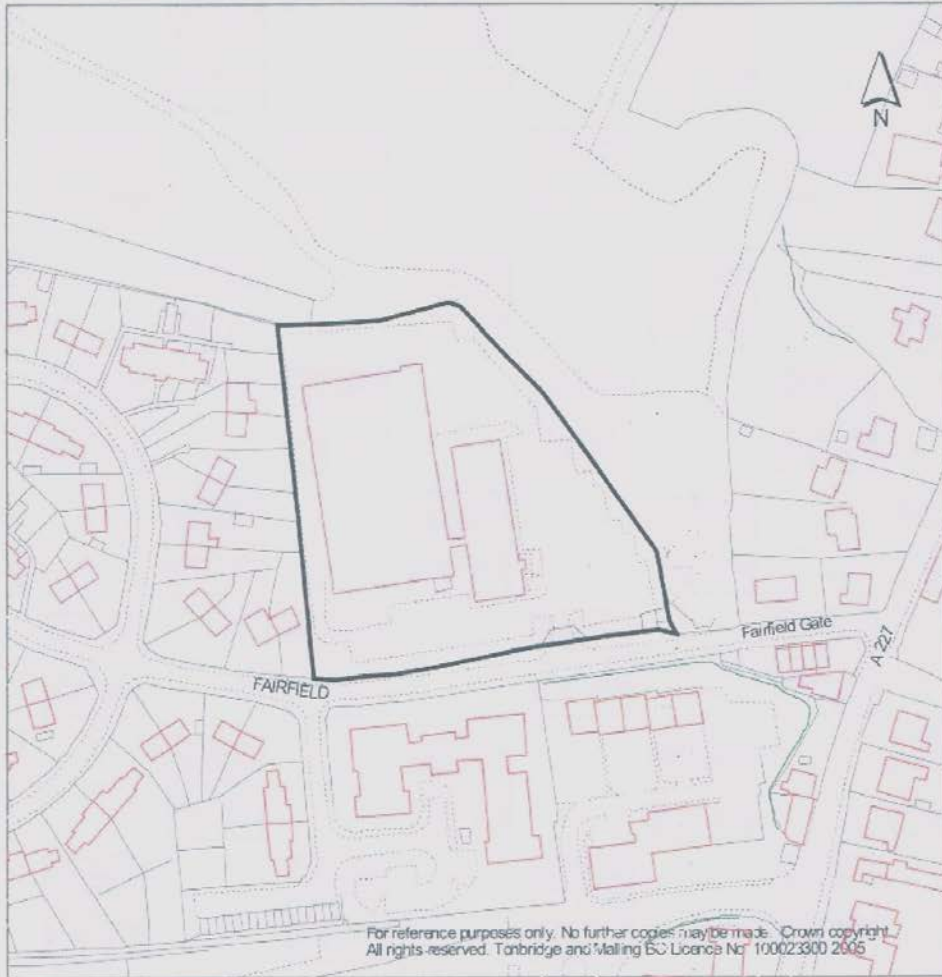 N
Fairfield Gate
A 227
FAIRFIELD
For reference purposes only. No further copies may be made. Crown copyright.
All rights reserved. Tonbridge and Malling BC Licence No 100023300 2005